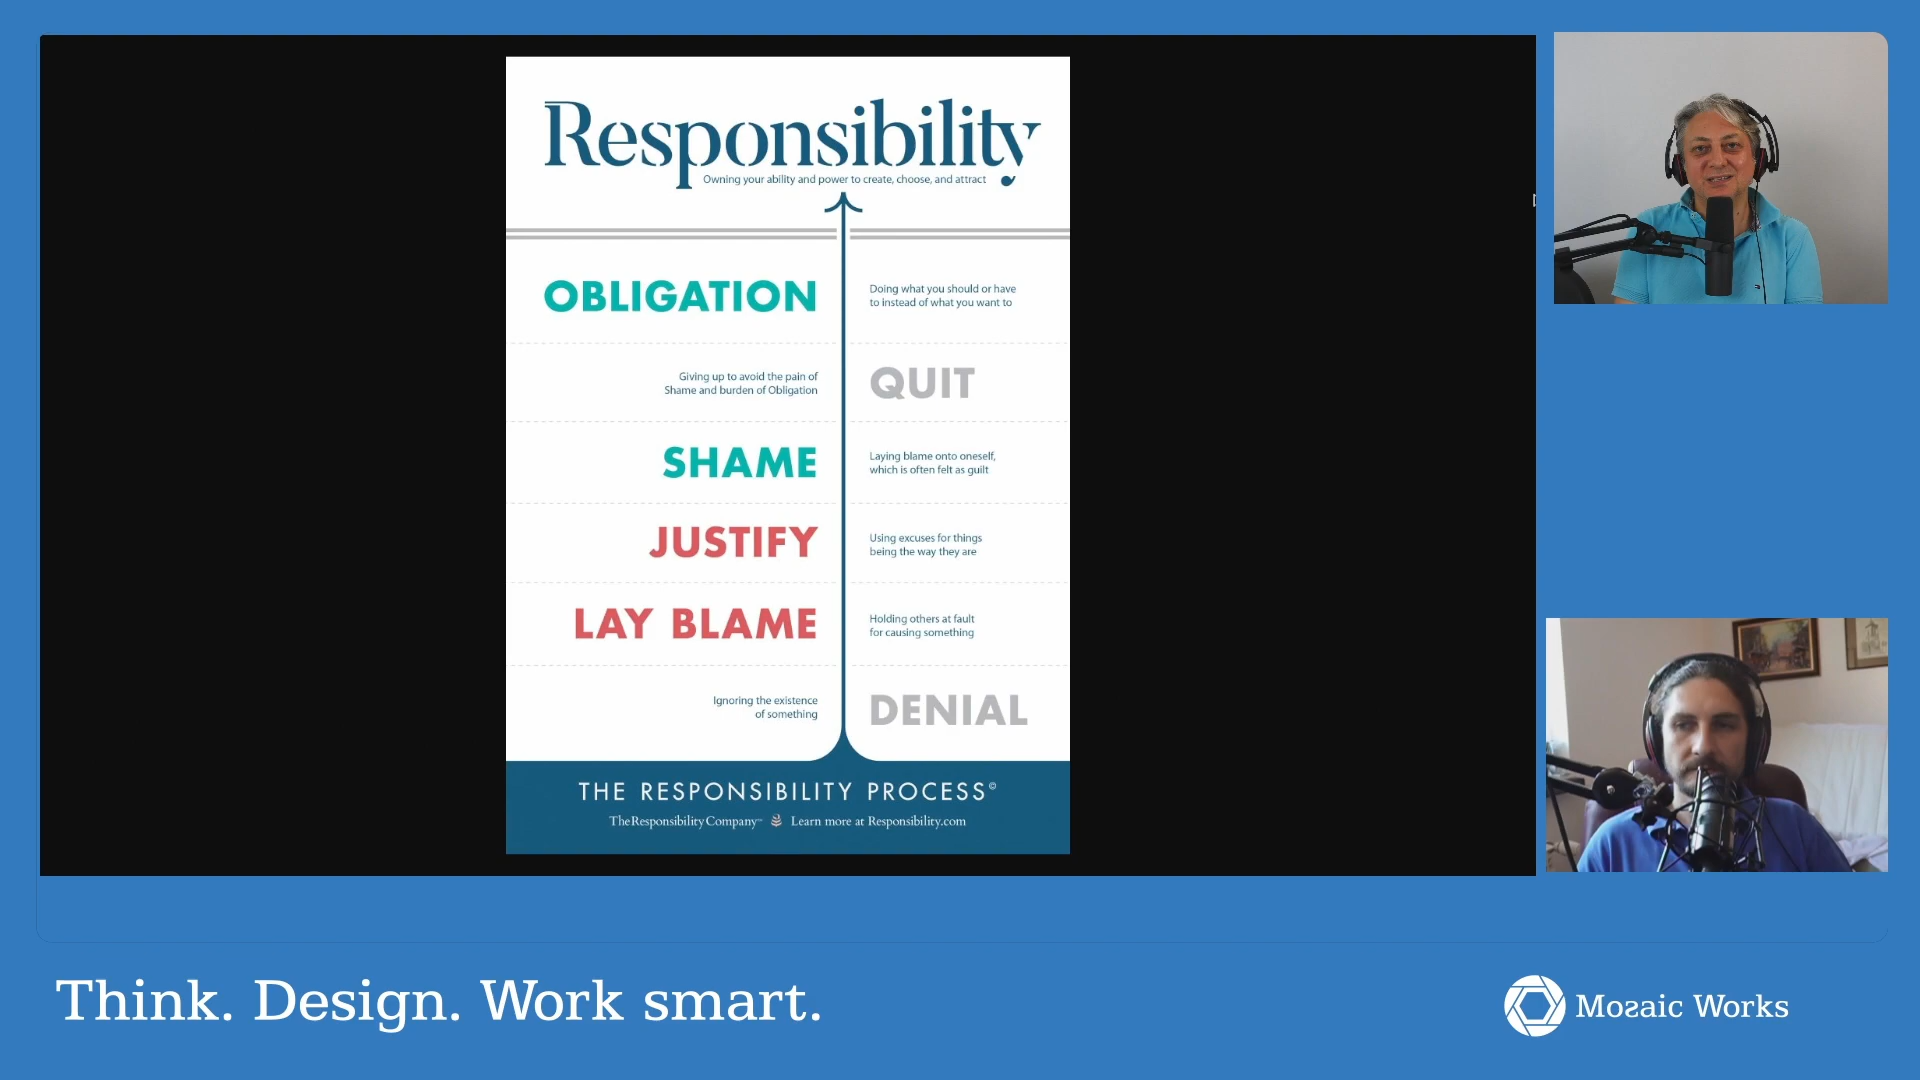 Responsibility
Owning your ability and power to create, choose, and attract
OBLIGATION
Doing what you should or have
to instead of what you want to
Giving up to avoid the pain of
Shame and burden of Obligation
QUIT
SHAME
Laying blame onto oneself,
which is often felt as guilt
JUSTIFY
Using excuses for things
being the way they are
LAY BLAME
Holding others at fault
for causing something
Ignoring the existence
of something
DENIAL
THE RESPONSIBILITY PROCESS©
TheResponsibilityCompany™ Learn more at Responsibility.com
Think. Design. Work smart.
Mozaic Works